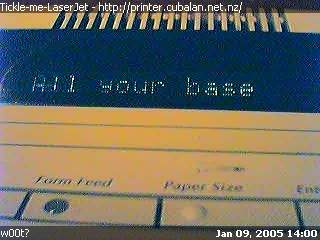 Tickle-me-LaserJet - http://printer.cubalan.net.nz/
All your base
Form Feed Paper Size Ente
w00t? Jan 09, 2005 14:00